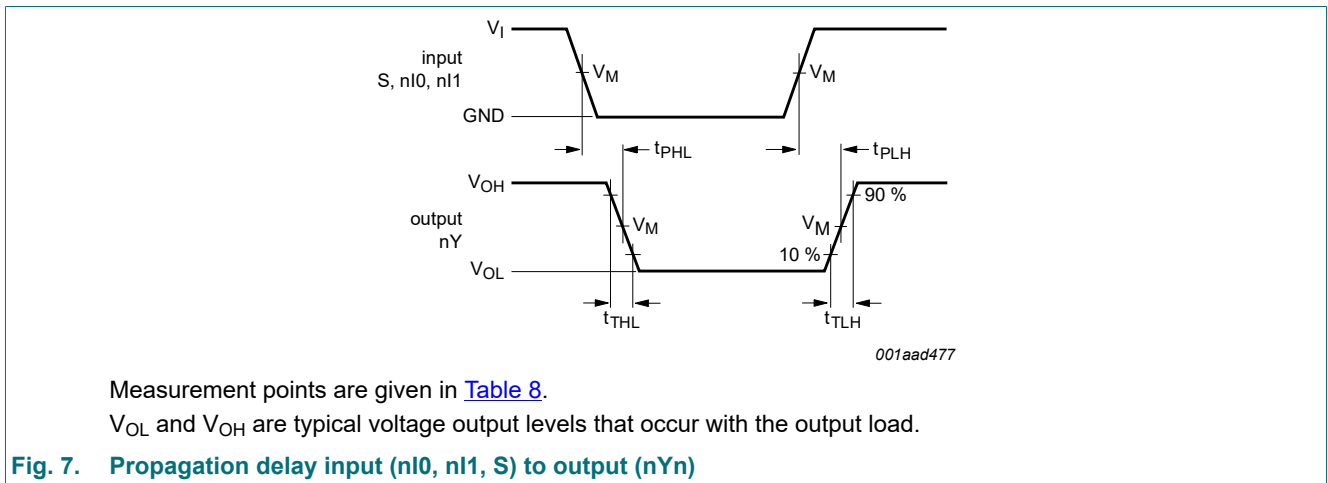 VI
input
S, nI0, nI1
VM
VM
GND
tPHL
tPLH
VOH
90 %
output
nY
VM
VM
10 %
VOL
tTHL
tTLH
001aad477
Measurement points are given in Table 8.
VOL and VOH are typical voltage output levels that occur with the output load.
Fig. 7. Propagation delay input (nI0, nI1, S) to output (nYn)